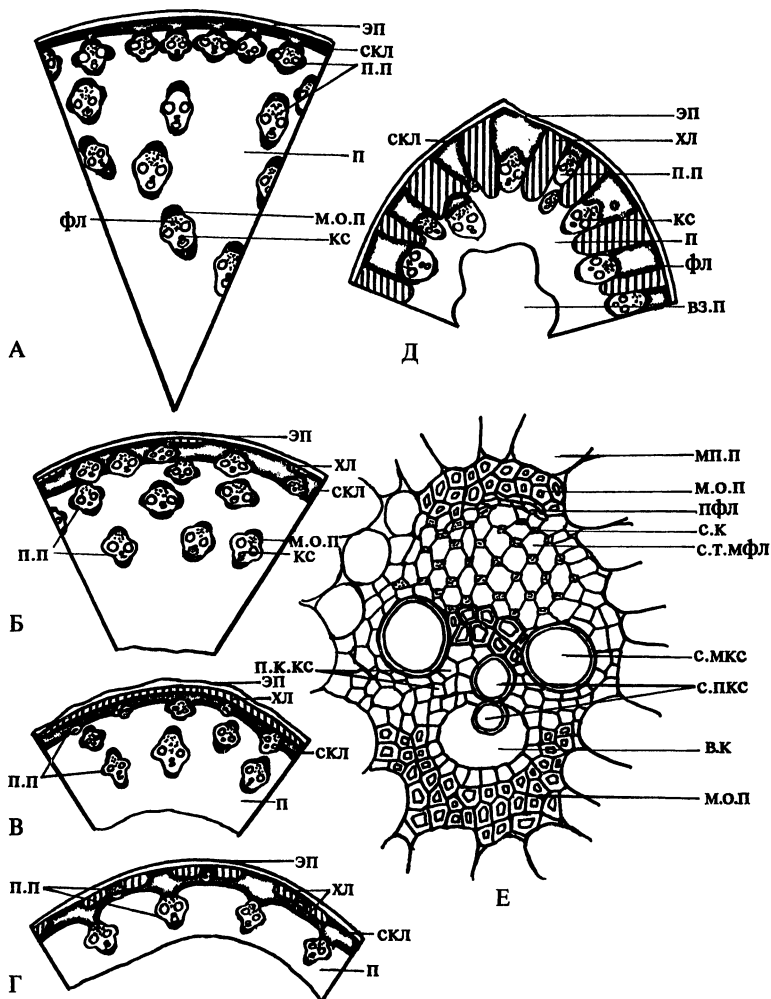 ЭП
СКЛ
П.П
П
ФЛ
М.О.П
КС
А
СКЛ
ЭП
ХЛ
П.П
КС
П
ФЛ
ВЗ.П
Д
ЭП
ХЛ
СКЛ
М.О.П
КС
П.П
Б
ЭП
ХЛ
СКЛ
П.П
П
В
ЭП
П.П
ХЛ
СКЛ
П
Г
МП.П
М.О.П
ПФЛ
С.К
С.Т.МФЛ
С.МКС
П.К.КС
С.ПКС
В.К
М.О.П
Е